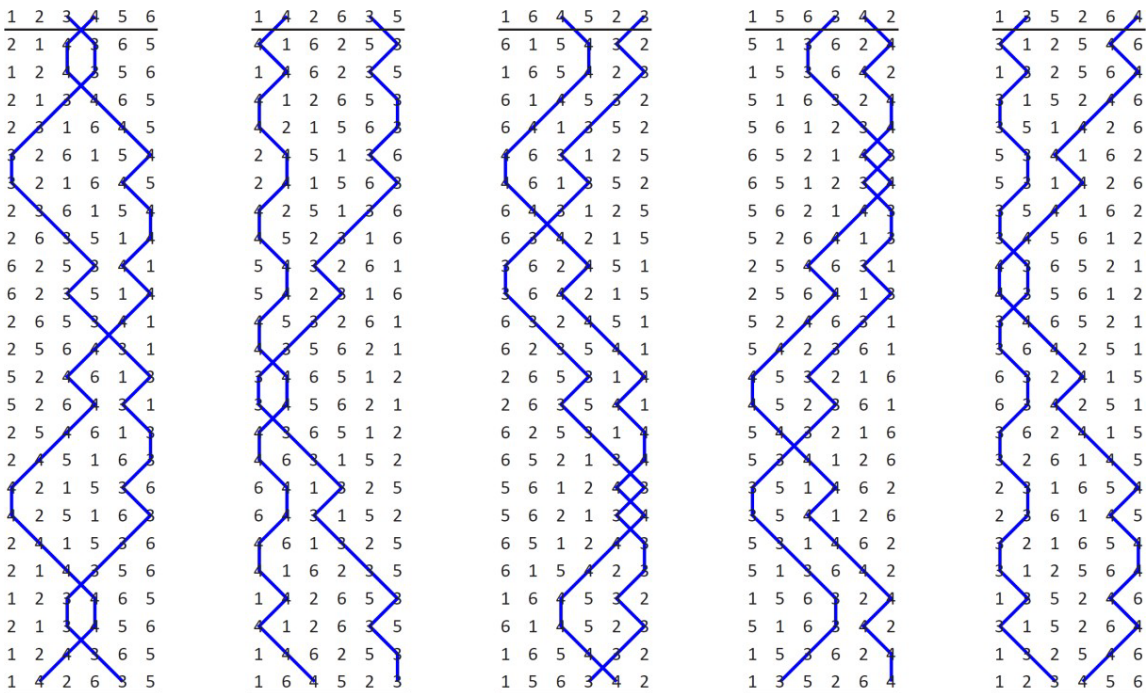 1 2 3 4 5 6 1 4 2 6 3 5 1 6 4 5 2 3 1 5 6 3 4 2 1 3 5 2 6 4
2 1 4 3 6 5 4 1 6 2 5 3 6 1 5 4 3 2 5 1 3 6 2 4 3 1 2 5 4 6
1 2 4 3 5 6 1 4 6 2 3 5 1 6 5 4 2 3 1 5 3 6 4 2 1 3 2 5 6 4
2 1 3 4 6 5 4 1 2 6 5 3 6 1 4 5 3 2 5 1 6 3 2 4 3 1 5 2 4 6
2 3 1 6 4 5 4 2 1 5 6 3 6 4 1 3 5 2 5 6 1 2 3 4 3 5 1 4 2 6
3 2 6 1 5 4 2 4 5 1 3 6 4 6 3 1 2 5 6 5 2 1 4 3 5 3 4 1 6 2
3 2 1 6 4 5 2 4 1 5 6 3 4 6 1 3 5 2 6 5 1 2 3 4 5 3 1 4 2 6
2 3 6 1 5 4 4 2 5 1 3 6 6 4 3 1 2 5 5 6 2 1 4 3 3 5 4 1 6 2
2 6 3 5 1 4 4 5 2 3 1 6 6 3 4 2 1 5 5 2 6 4 1 3 3 4 5 6 1 2
6 2 5 3 4 1 5 4 3 2 6 1 3 6 2 4 5 1 2 5 4 6 3 1 4 3 6 5 2 1
6 2 3 5 1 4 5 4 2 3 1 6 3 6 4 2 1 5 2 5 6 4 1 3 4 3 5 6 1 2
2 6 5 3 4 1 4 5 3 2 6 1 6 3 2 4 5 1 5 2 4 6 3 1 3 4 6 5 2 1
2 5 6 4 3 1 4 3 5 6 2 1 6 2 3 5 4 1 5 4 2 3 6 1 3 6 4 2 5 1
5 2 4 6 1 3 3 4 6 5 1 2 2 6 5 3 1 4 4 5 3 2 1 6 6 3 2 4 1 5
5 2 6 4 3 1 3 4 5 6 2 1 2 6 3 5 4 1 4 5 2 3 6 1 6 3 4 2 5 1
2 5 4 6 1 3 4 3 6 5 1 2 6 2 5 3 1 4 5 4 3 2 1 6 3 6 2 4 1 5
2 4 5 1 6 3 4 6 3 1 5 2 6 5 2 1 3 4 5 3 4 1 2 6 3 2 6 1 4 5
4 2 1 5 3 6 6 4 1 3 2 5 5 6 1 2 4 3 3 5 1 4 6 2 2 3 1 6 5 4
4 2 5 1 6 3 6 4 3 1 5 2 5 6 2 1 3 4 3 5 4 1 2 6 2 3 6 1 4 5
2 4 1 5 3 6 4 6 1 3 2 5 6 5 1 2 4 3 5 3 1 4 6 2 3 2 1 6 5 4
2 1 4 3 5 6 4 1 6 2 3 5 6 1 5 4 2 3 5 1 3 6 4 2 3 1 2 5 6 4
1 2 3 4 6 5 1 4 2 6 5 3 1 6 4 5 3 2 1 5 6 3 2 4 1 3 5 2 4 6
2 1 3 4 5 6 4 1 2 6 3 5 6 1 4 5 2 3 5 1 6 3 4 2 3 1 5 2 6 4
1 2 4 3 6 5 1 4 6 2 5 3 1 6 5 4 3 2 1 5 3 6 2 4 1 3 2 5 4 6
1 4 2 6 3 5 1 6 4 5 2 3 1 5 6 3 4 2 1 3 5 2 6 4 1 2 3 4 5 6